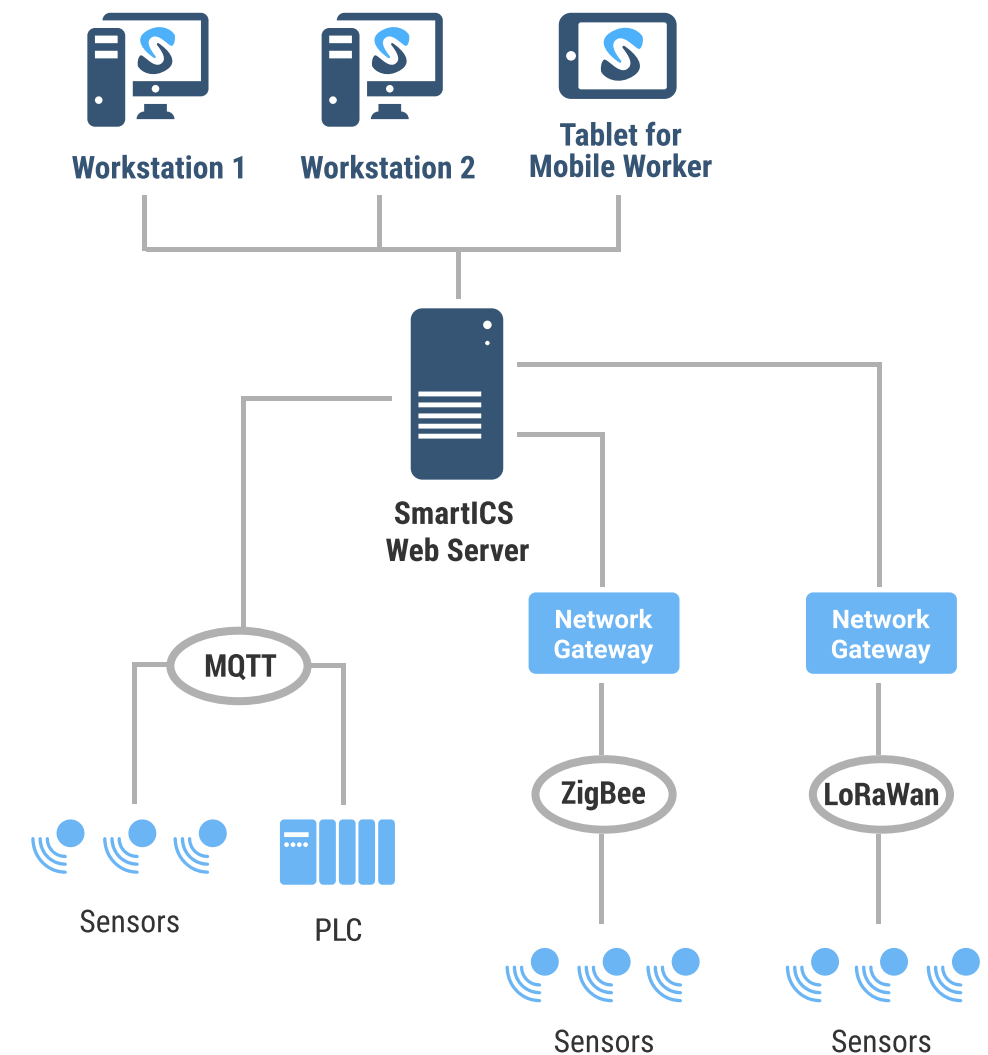 Workstation 1
Workstation 2
Tablet for
Mobile Worker
SmartICS
Web Server
Network
Gateway
Network
Gateway
MQTT
ZigBee
LoRaWan
Sensors
PLC
Sensors
Sensors